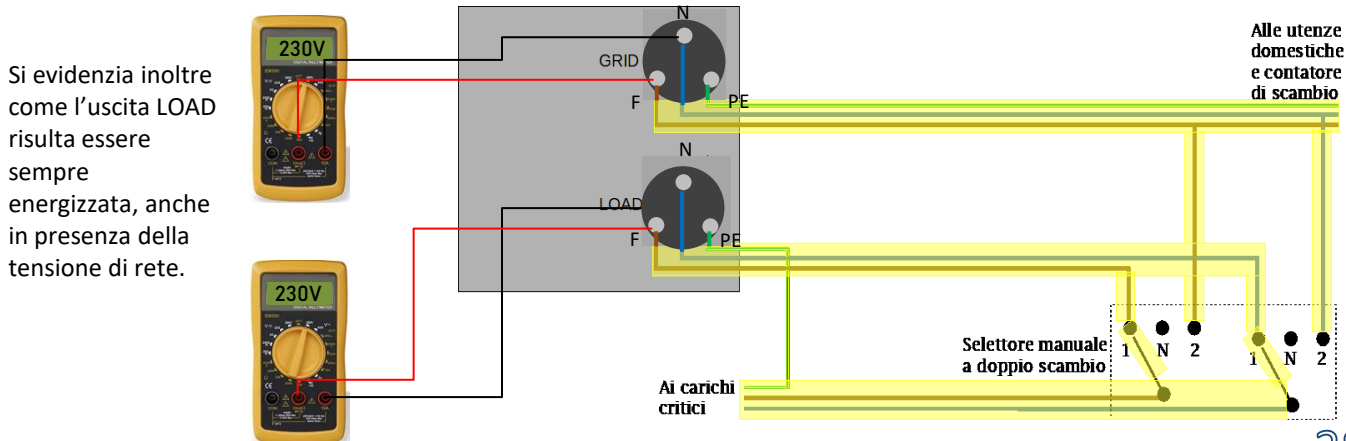 Si evidenzia inoltre
come l'uscita LOAD
risulta essere
sempre
energizzata, anche
in presenza della
tensione di rete.
230V
N
GRID
F
PE
Alle utenze
domestiche
e contatore
di scambio
N
LOAD
F
PE
230V
Selettore manuale
a doppio scambio
1 N 2
1 N 2
Ai carichi
critici